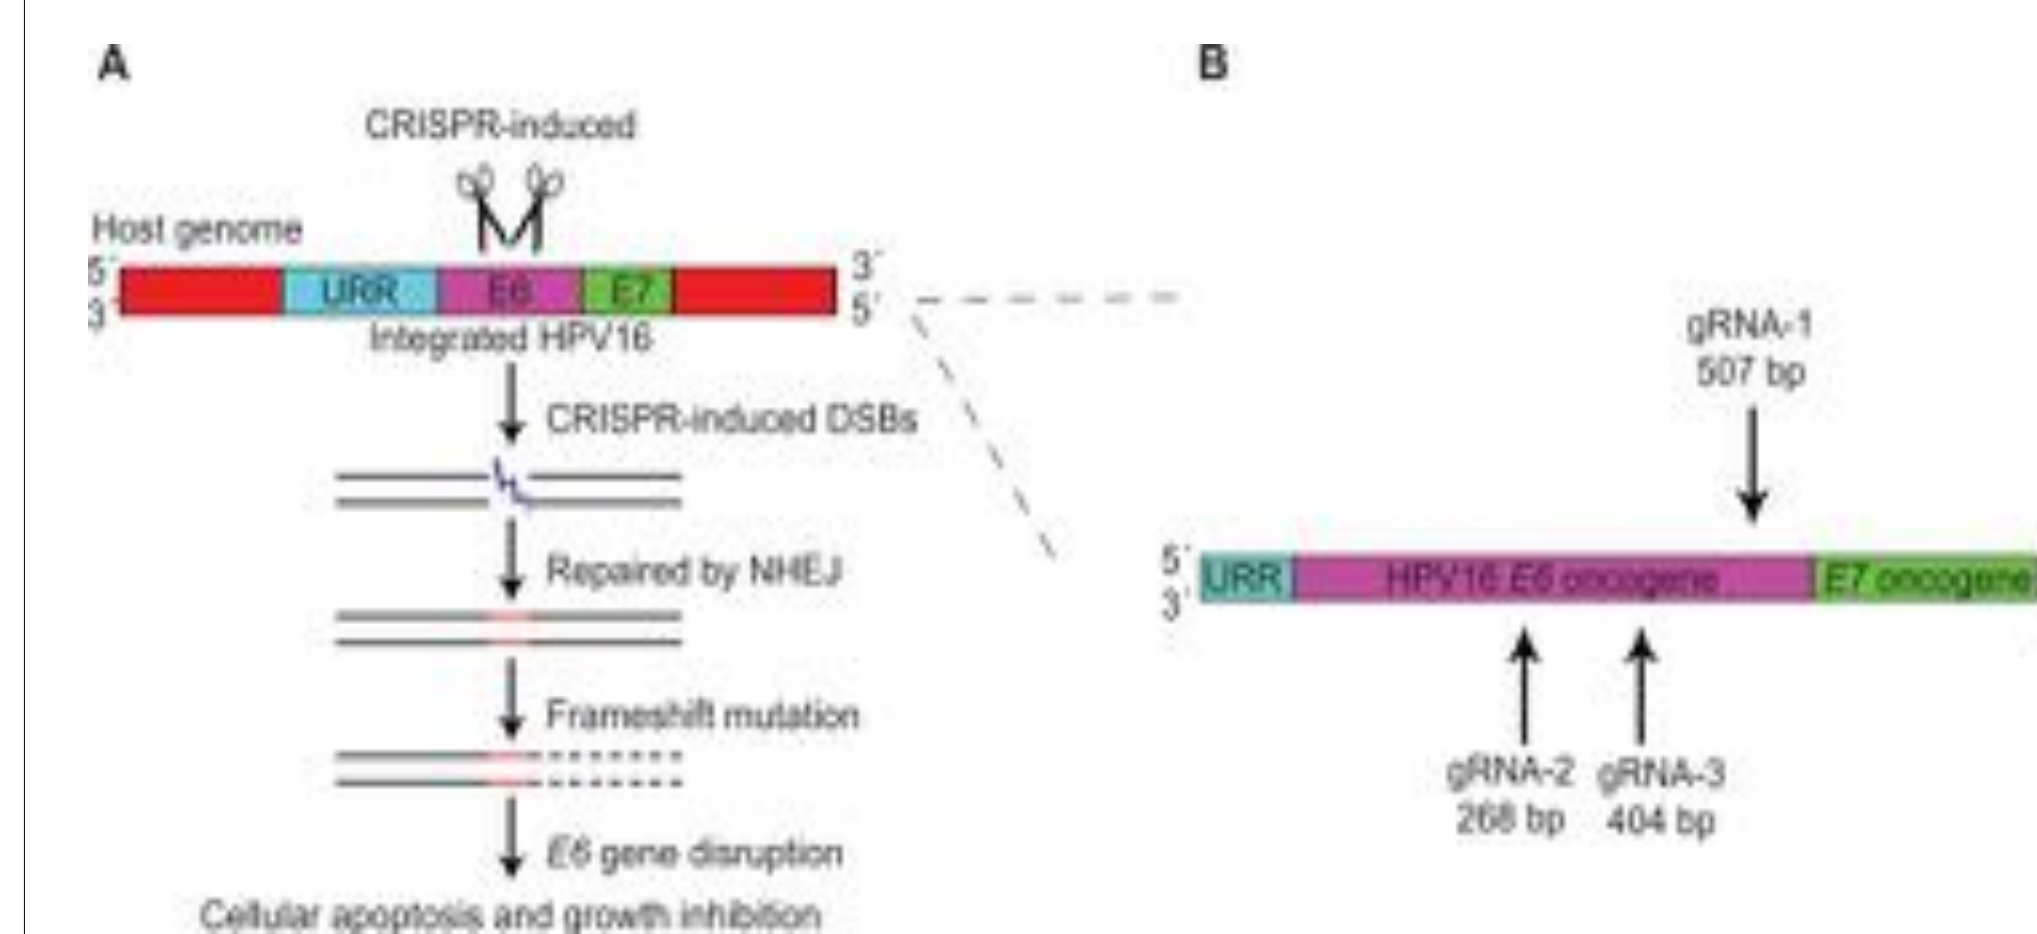 A
CRISPR-induced
Host genome
5´
3´
URR
E6
E7
3´
5´
Integrated HPV16
CRISPR-induced DSBs
Repaired by NHEJ
Frameshift mutation
E6 gene disruption
Cellular apoptosis and growth inhibition
B
gRNA-1
507 bp
5´
3´
URR
HPV16 E6 oncogene
E7 oncogene
gRNA-2
268 bp
gRNA-3
404 bp